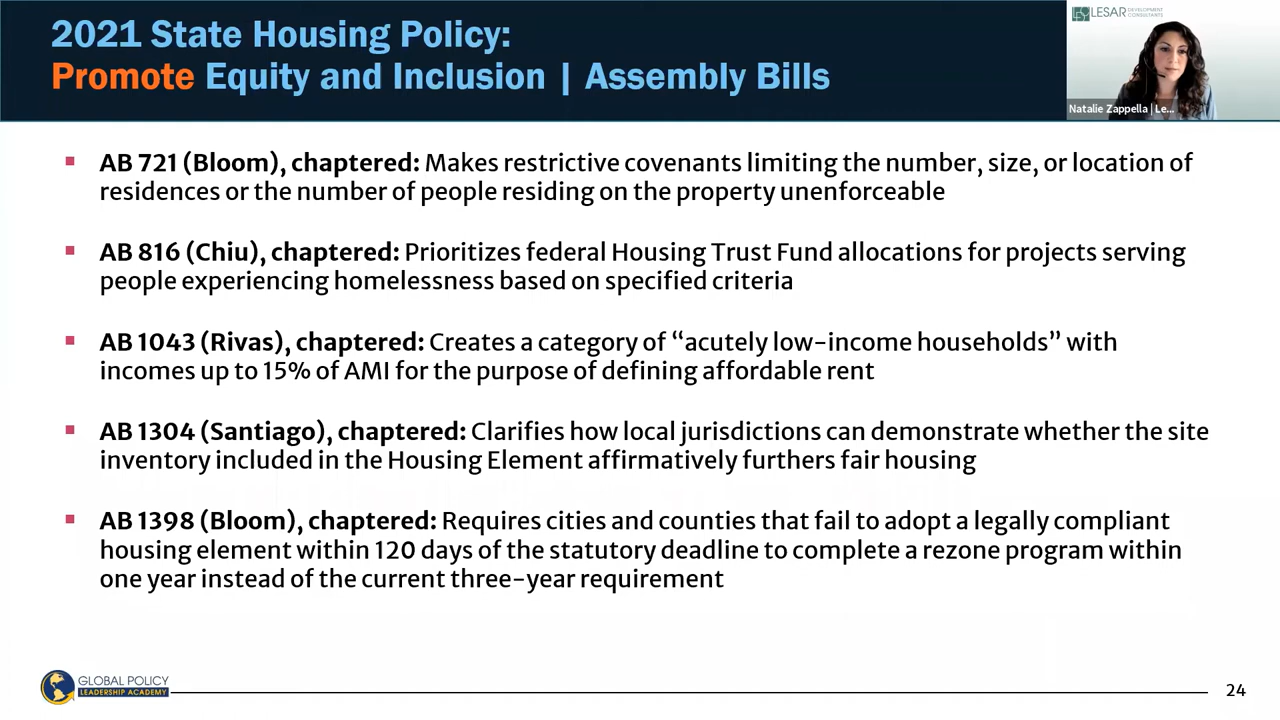 2021 State Housing Policy:
Promote Equity and Inclusion | Assembly Bills
LESAR DEVELOPMENT
CONSULTANTS
Natalie Zappella | Le...
▪ AB 721 (Bloom), chaptered: Makes restrictive covenants limiting the number, size, or location of
residences or the number of people residing on the property unenforceable
▪ AB 816 (Chiu), chaptered: Prioritizes federal Housing Trust Fund allocations for projects serving
people experiencing homelessness based on specified criteria
▪ AB 1043 (Rivas), chaptered: Creates a category of “acutely low-income households” with
incomes up to 15% of AMI for the purpose of defining affordable rent
▪ AB 1304 (Santiago), chaptered: Clarifies how local jurisdictions can demonstrate whether the site
inventory included in the Housing Element affirmatively furthers fair housing
▪ AB 1398 (Bloom), chaptered: Requires cities and counties that fail to adopt a legally compliant
housing element within 120 days of the statutory deadline to complete a rezone program within
one year instead of the current three-year requirement
GLOBAL POLICY
LEADERSHIP ACADEMY
24